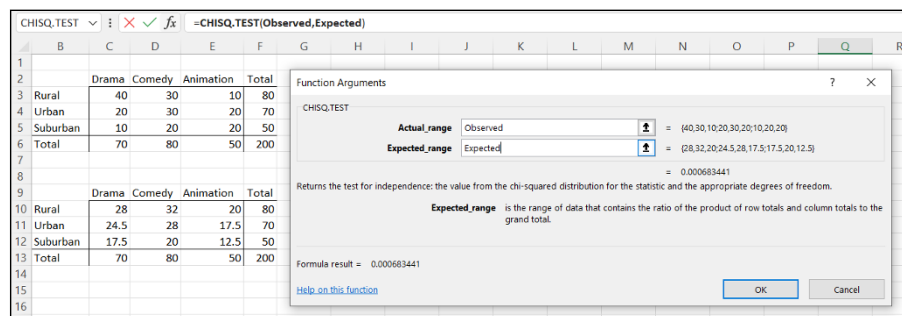 CHISQ.TEST fx =CHISQ.TEST(Observed,Expected)
B C D E F G H I J K L M N O P Q R
1
2 Drama Comedy Animation Total
3 Rural 40 30 10 80
4 Urban 20 30 20 70
5 Suburban 10 20 20 50
6 Total 70 80 50 200
7
8
9 Drama Comedy Animation Total
10 Rural 28 32 20 80
11 Urban 24.5 28 17.5 70
12 Suburban 17.5 20 12.5 50
13 Total 70 80 50 200
14
15
16
Function Arguments ? ×
CHISQ.TEST
Actual_range Observed = {40,30,10;20,30,20;10,20,20}
Expected_range Expected = {28,32,20;24.5,28,17.5;17.5,20,12.5}
= 0.000683441
Returns the test for independence: the value from the chi-squared distribution for the statistic and the appropriate degrees of freedom.
Expected_range is the range of data that contains the ratio of the product of row totals and column totals to the
grand total.
Formula result = 0.000683441
Help on this function OK Cancel